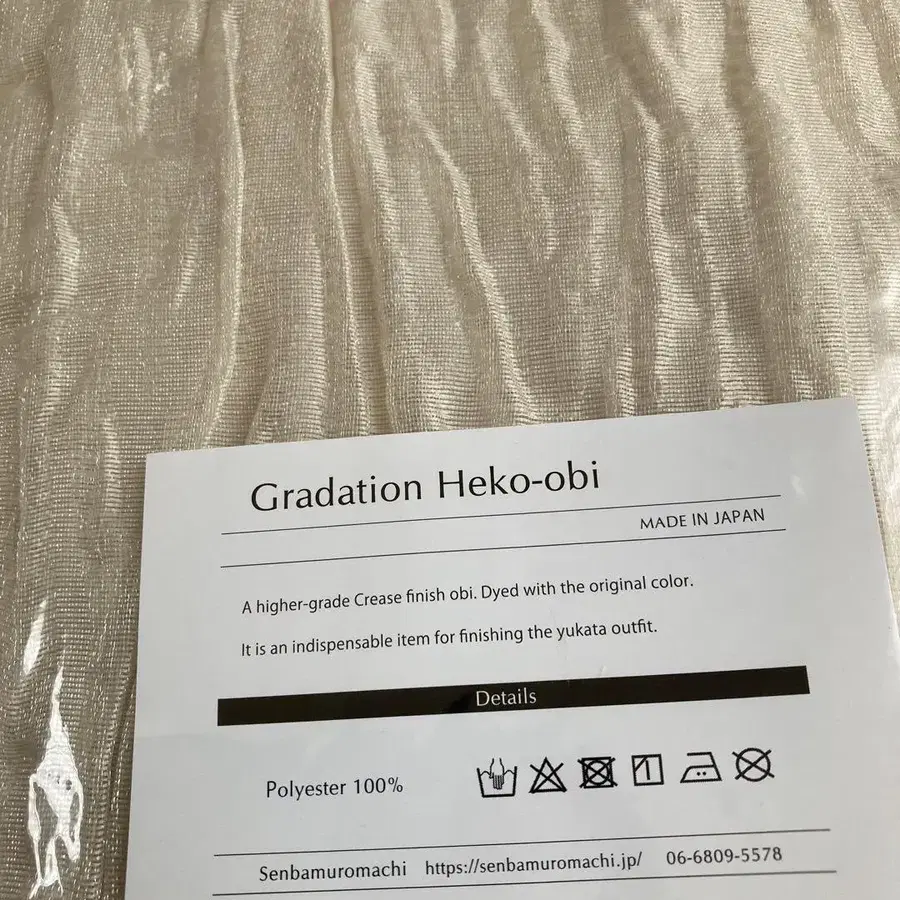 Gradation Heko-obi
MADE IN JAPAN
A higher-grade Crease finish obi. Dyed with the original color.
It is an indispensable item for finishing the yukata outfit.
Details
Polyester 100%
Senbamuromachi https://senbamuromachi.jp/ 06-6809-5578